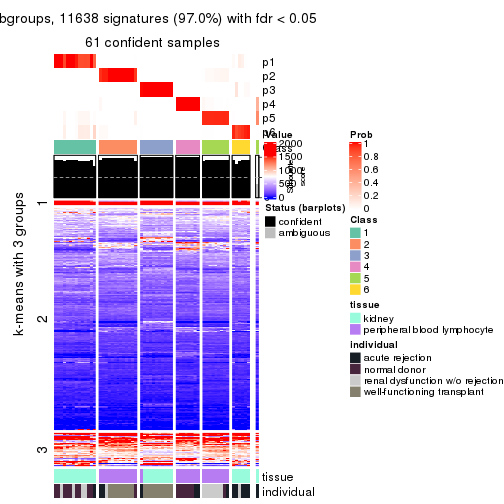 bgroups, 11638 signatures (97.0%) with fdr < 0.05
61 confident samples
p1
p2
p3
p4
p5
p6
Class
k-means with 3 groups
1
2
3
tissue
individual
Value
2000
1500
1000
500
0
Status (barplots)
confident
ambiguous
Prob
1
0.8
0.6
0.4
0.2
0
Class
1
2
3
4
5
6
tissue
kidney
peripheral blood lymphocyte
individual
acute rejection
normal donor
renal dysfunction w/o rejection
well-functioning transplant